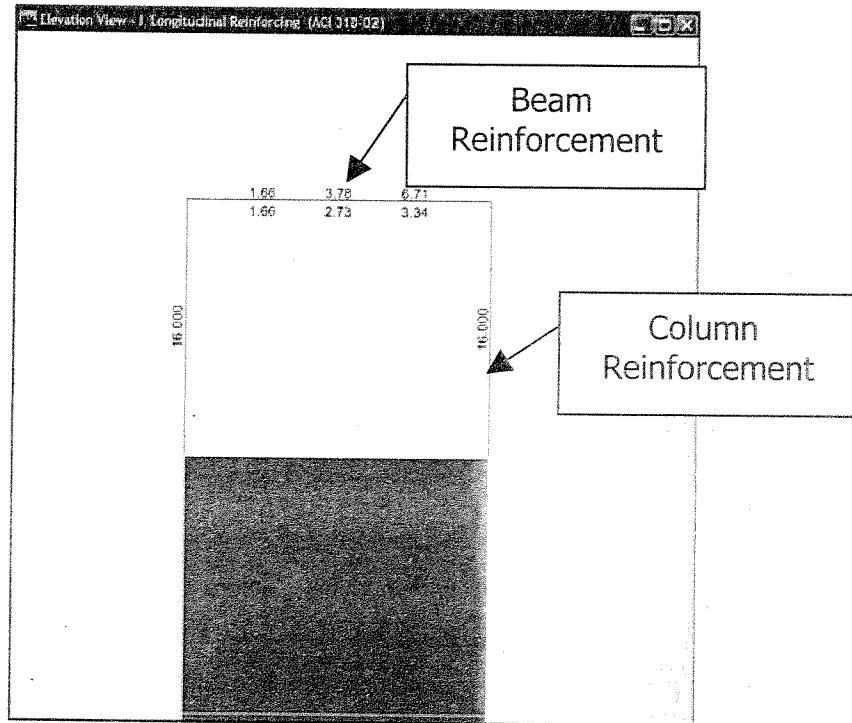 Elevation View - J Longitudinal Reinforcing (ACI 318-02)
Beam
Reinforcement
1.66 3.78 6.71
1.66 2.73 3.34
16.000
16.000
Column
Reinforcement